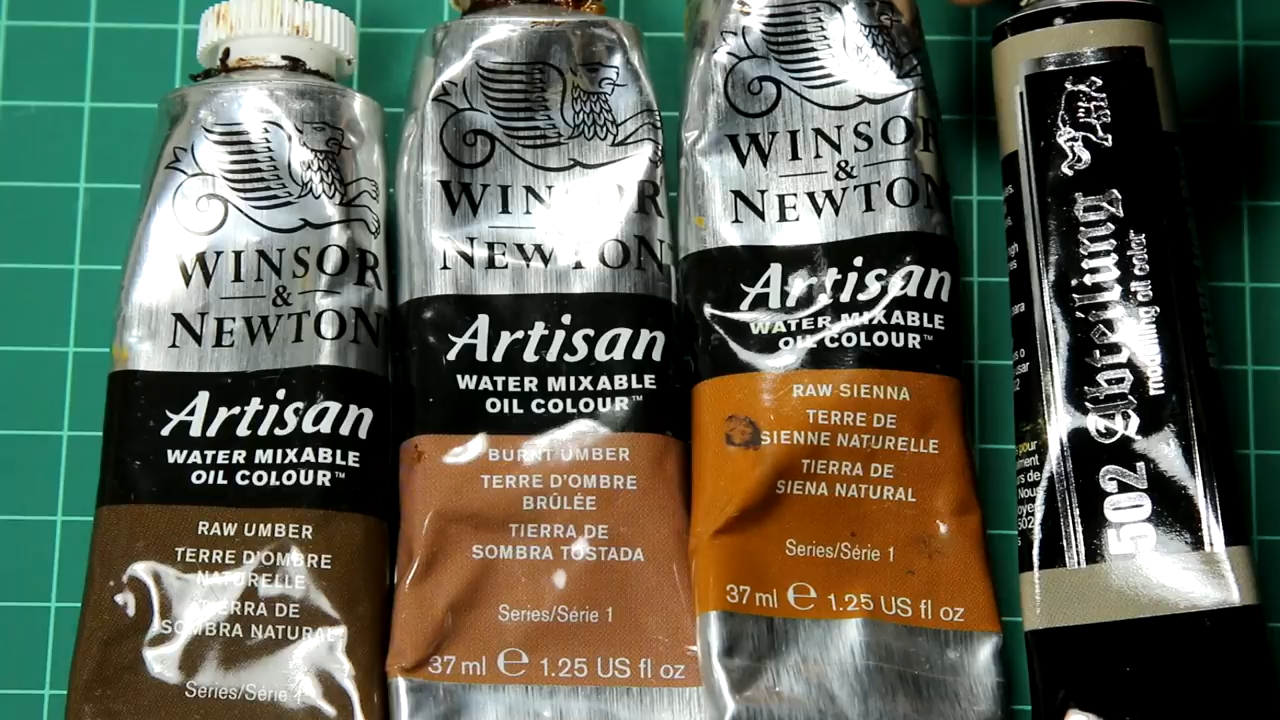 WINSOR
&
NEWTON
Artisan
WATER MIXABLE
OIL COLOUR™
RAW UMBER
TERRE D'OMBRE
NATURELLE
TIERRA DE
SOMBRA NATURAL
Series/Série 1
WINSOR
&
NEWTON
Artisan
WATER MIXABLE
OIL COLOUR™
BURNT UMBER
TERRE D'OMBRE
BRÛLÉE
TIERRA DE
SOMBRA TOSTADA
Series/Série 1
37 ml ℮ 1.25 US fl oz
WINSOR
&
NEWTON
Artisan
WATER MIXABLE
OIL COLOUR™
RAW SIENNA
TERRE DE
SIENNE NATURELLE
TIERRA DE
SIENA NATURAL
Series/Série 1
37 ml ℮ 1.25 US fl oz
502 Abteilung
modelling oil color
pour
Nous